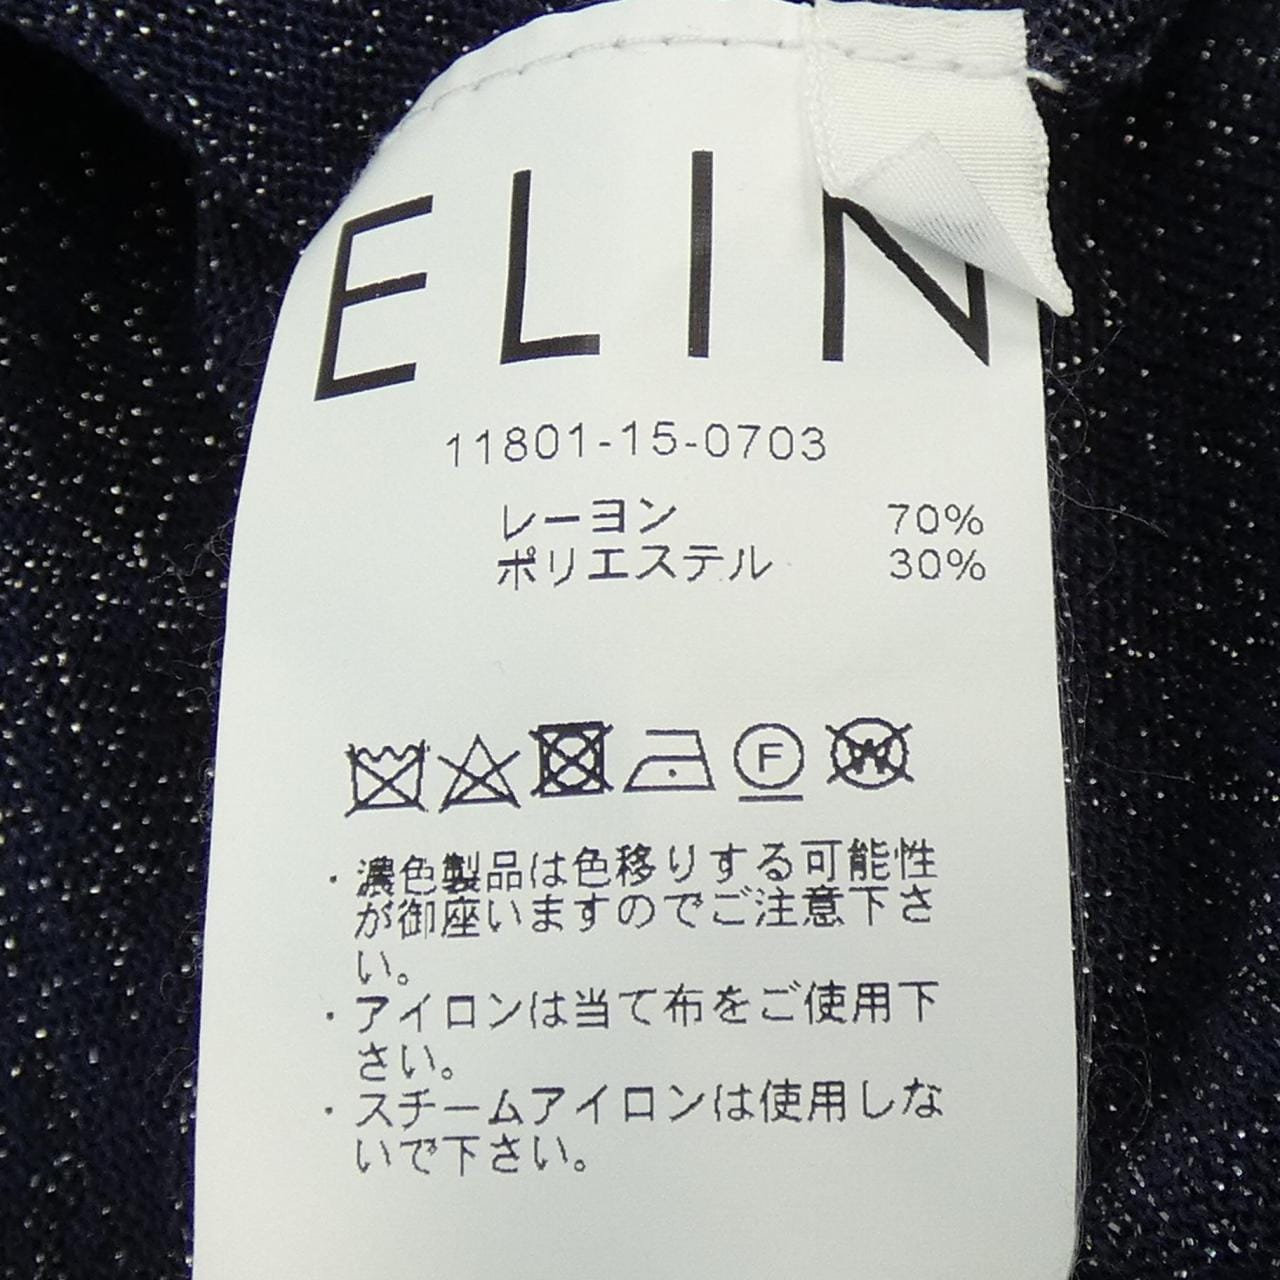 ELIN
11801-15-0703
レーヨン 70%
ポリエステル 30%
F
W
・濃色製品は色移りする可能性
が御座いますのでご注意下さ
い。
・アイロンは当て布をご使用下
さい。
・スチームアイロンは使用しな
いで下さい。